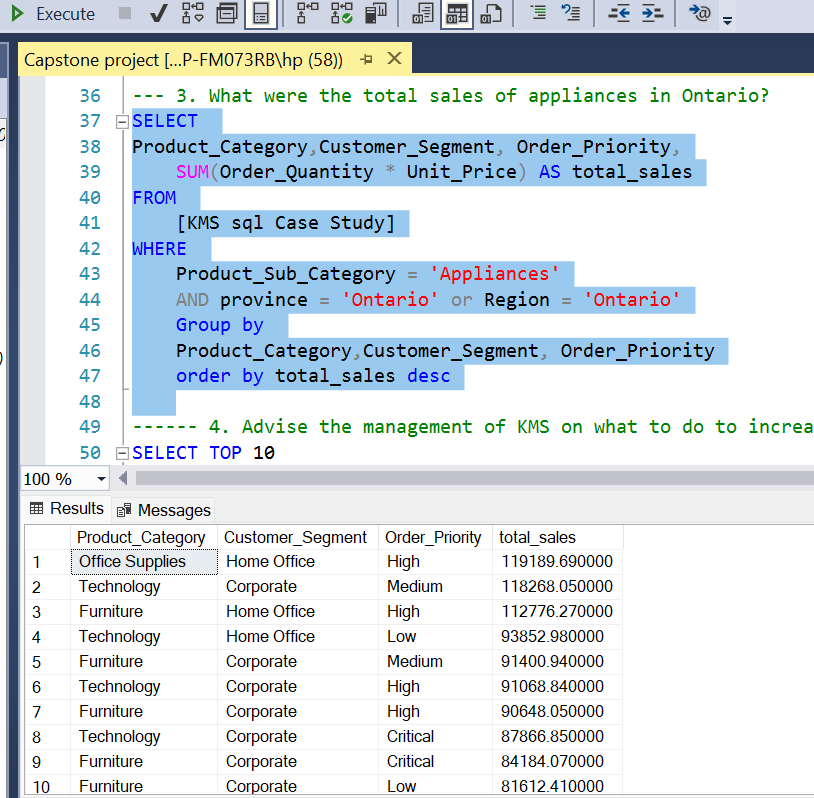 Execute
Capstone project [...P-FM073RB\hp (58))
36 --- 3. What were the total sales of appliances in Ontario?
37 SELECT
38 Product_Category,Customer_Segment, Order_Priority,
39 SUM(Order_Quantity * Unit_Price) AS total_sales
40 FROM
41 [KMS sql Case Study]
42 WHERE
43 Product_Sub_Category = 'Appliances'
44 AND province = 'Ontario' or Region = 'Ontario'
45 Group by
46 Product_Category,Customer_Segment, Order_Priority
47 order by total_sales desc
48
49 ------ 4. Advise the management of KMS on what to do to increa
50 SELECT TOP 10
100 %
Results Messages
Product_Category Customer_Segment Order_Priority total_sales
1 Office Supplies Home Office High 119189.690000
2 Technology Corporate Medium 118268.050000
3 Furniture Home Office High 112776.270000
4 Technology Home Office Low 93852.980000
5 Furniture Corporate Medium 91400.940000
6 Technology Corporate High 91068.840000
7 Furniture Corporate High 90648.050000
8 Technology Corporate Critical 87866.850000
9 Furniture Corporate Critical 84184.070000
10 Furniture Corporate Low 81612.410000